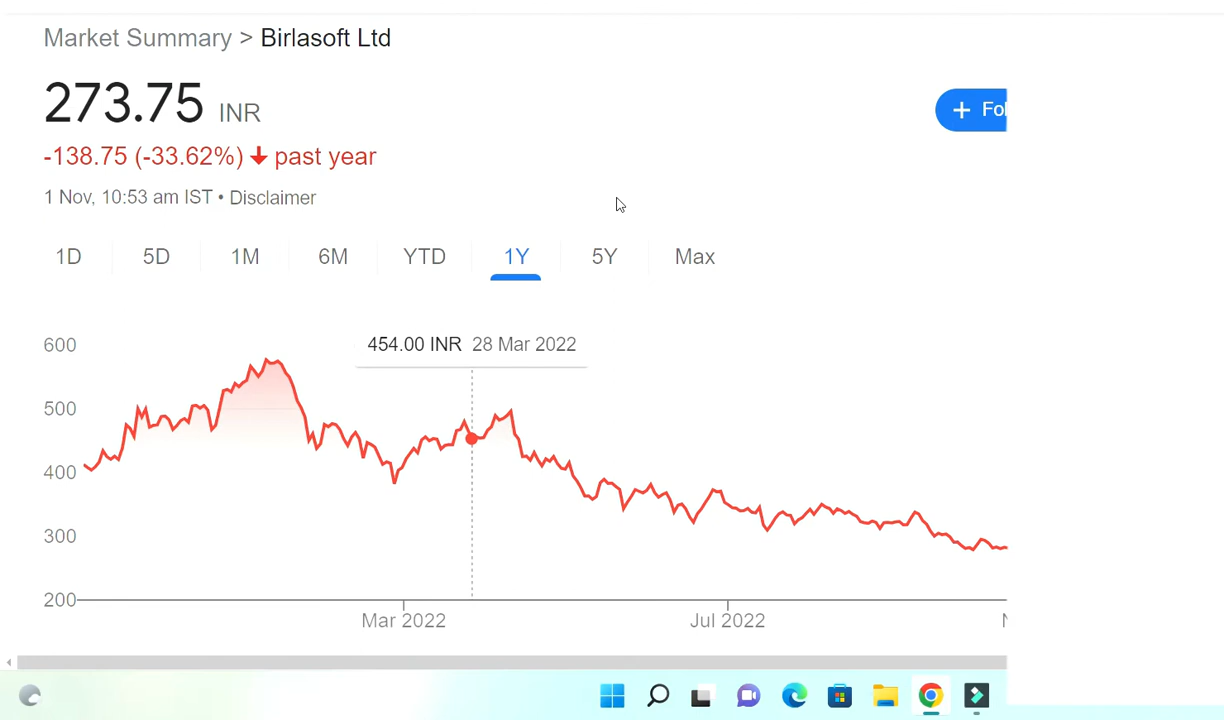 Market Summary > Birlasoft Ltd
273.75 INR
+ Fol
-138.75 (-33.62%) ↓ past year
1 Nov, 10:53 am IST • Disclaimer
1D 5D 1M 6M YTD 1Y 5Y Max
454.00 INR 28 Mar 2022
600
500
400
300
200
Mar 2022 Jul 2022